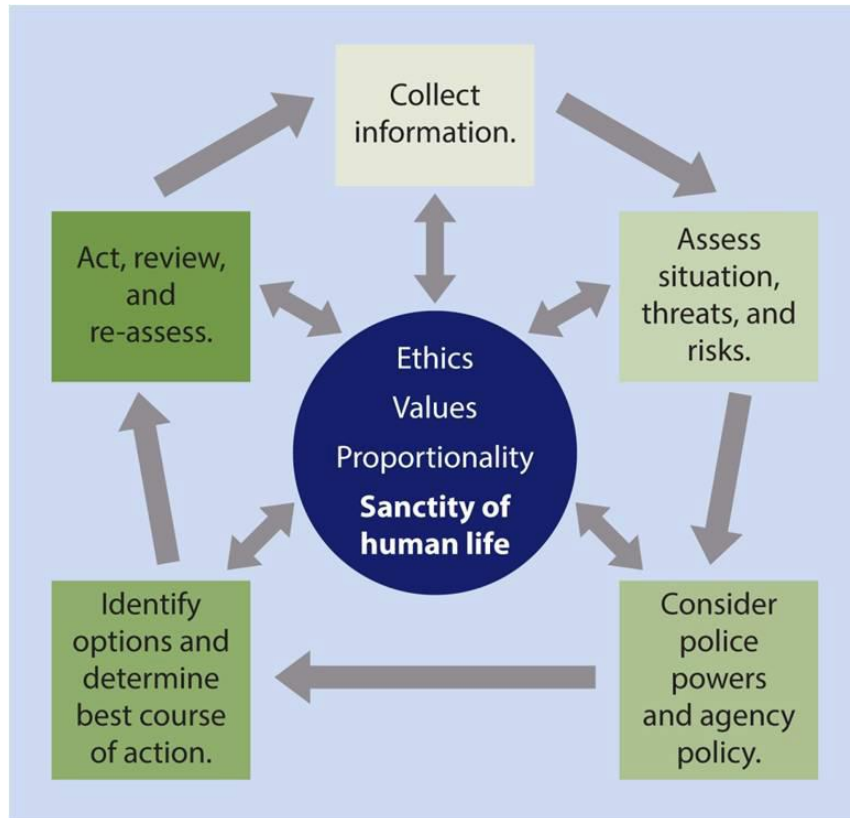 Collect
information.
Assess
situation,
threats, and
risks.
Consider
police
powers
and agency
policy.
Identify
options and
determine
best course
of action.
Act, review,
and
re-assess.
Ethics
Values
Proportionality
Sanctity of
human life